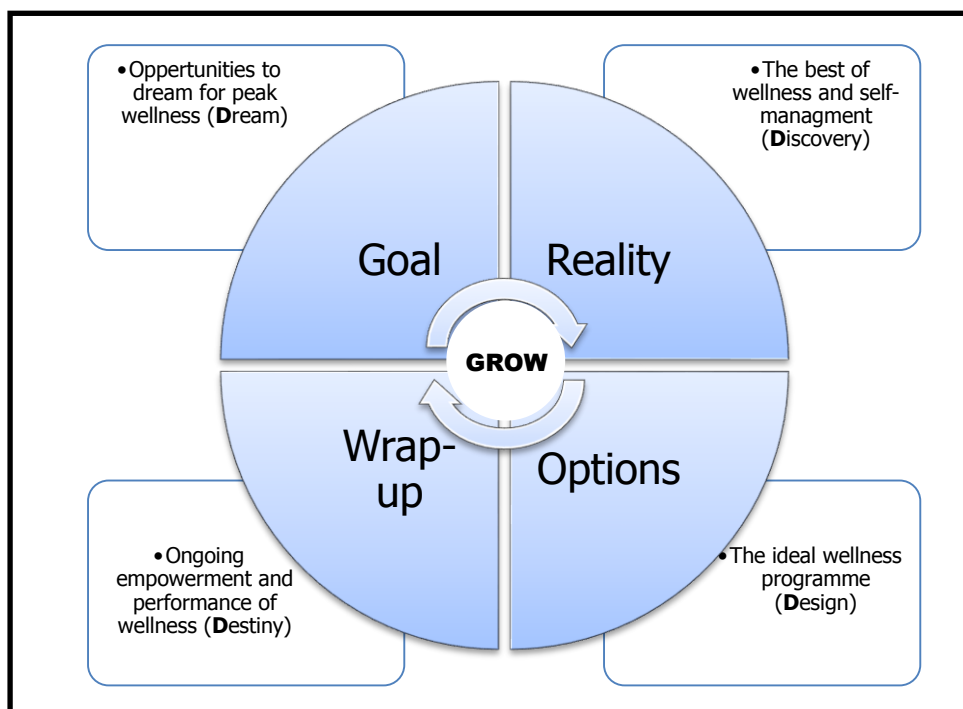 •Oppertunities to
dream for peak
wellness (Dream)
•The best of
wellness and self-
managment
(Discovery)
Goal
Reality
GROW
Wrap-
up
Options
•Ongoing
empowerment and
performance of
wellness (Destiny)
•The ideal wellness
programme
(Design)